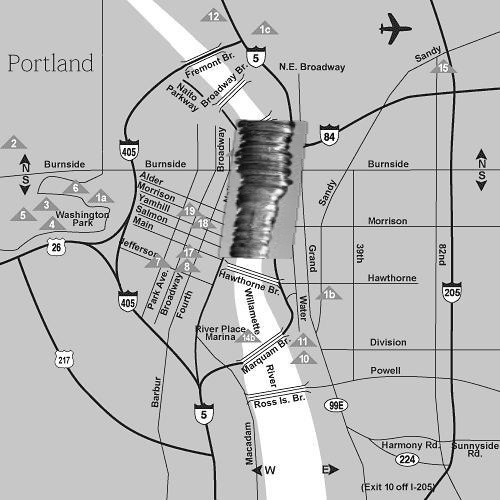 12
1c
5
Fremont Br.
Portland
N.E. Broadway
Sandy
15
Naito
Parkway
Broadway Br.
84
405
2
N
S
Burnside
Burnside
Broadway
Burnside
N
S
Alder
Morrison
Yamhill
Salmon
Main
Jefferson
6
1a
3
5
4
Washington
Park
19
18
17
7
8
Sandy
Morrison
26
405
Park Ave.
Broadway
Fourth
Hawthorne Br.
Hawthorne
Grand
39th
82nd
205
Willamette
Water
1b
217
River Place
Marina
14b
Marquam Br.
River
11
10
Division
Powell
Barbur
5
Ross Is. Br.
99E
Macadam
Harmony Rd.
Sunnyside
Rd.
224
W
E
(Exit 10 off I-205)